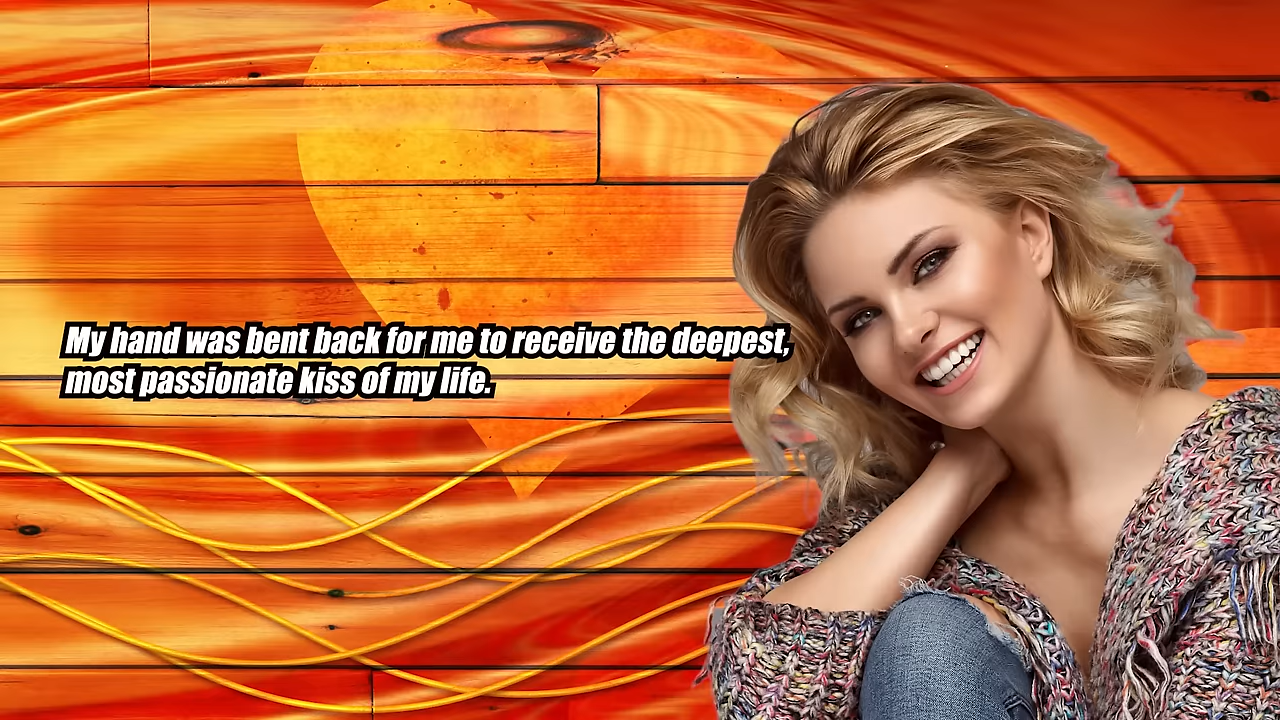 My hand was bent back for me to receive the deepest,
most passionate kiss of my life.